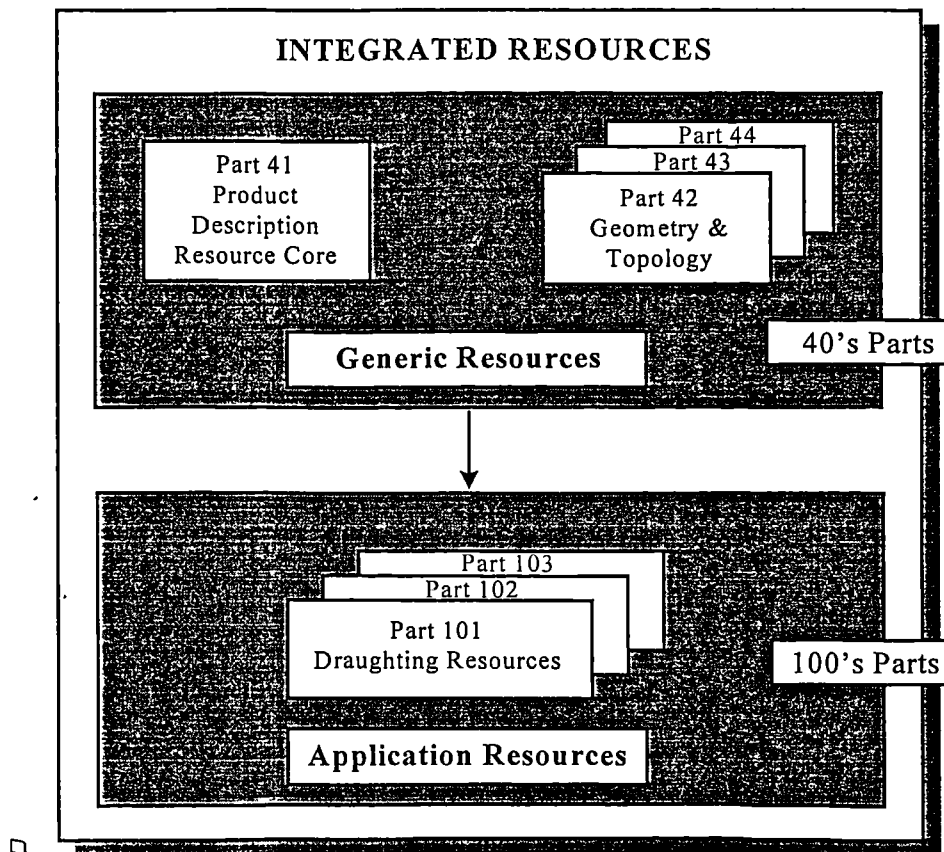 INTEGRATED RESOURCES
Part 41
Product
Description
Resource Core
Part 44
Part 43
Part 42
Geometry &
Topology
40's Parts
Generic Resources
Part 103
Part 102
Part 101
Draughting Resources
100's Parts
Application Resources